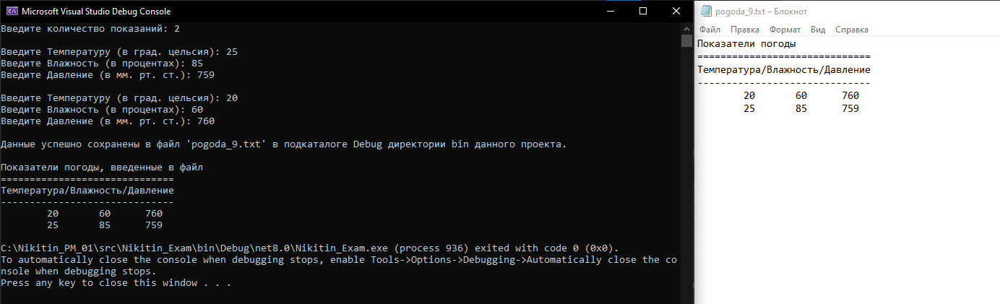 Microsoft Visual Studio Debug Console
Введите количество показаний: 2
Введите Температуру (в град. цельсия): 25
Введите Влажность (в процентах): 85
Введите Давление (в мм. рт. ст.): 759
Введите Температуру (в град. цельсия): 20
Введите Влажность (в процентах): 60
Введите Давление (в мм. рт. ст.): 760
Данные успешно сохранены в файл 'pogoda_9.txt' в подкаталоге Debug директории bin данного проекта.
Показатели погоды, введенные в файл
==============================
Температура/Влажность/Давление
------------------------------
20 60 760
25 85 759
C:\Nikitin_PM_01\src\Nikitin_Exam\bin\Debug\net8.0\Nikitin_Exam.exe (process 936) exited with code 0 (0x0).
To automatically close the console when debugging stops, enable Tools->Options->Debugging->Automatically close the co
nsole when debugging stops.
Press any key to close this window . . .
pogoda_9.txt – Блокнот
Файл Правка Формат Вид Справка
Показатели погоды
==============================
Температура/Влажность/Давление
------------------------------
20 60 760
25 85 759